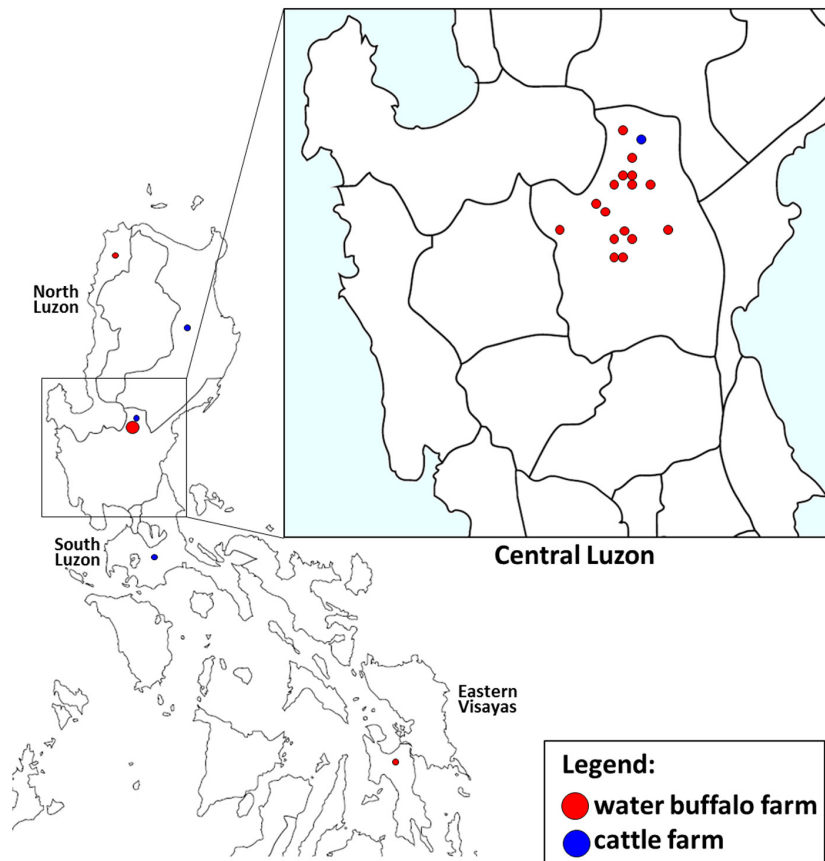 North
Luzon
South
Luzon
Central Luzon
Eastern
Visayas
Legend:
water buffalo farm
cattle farm